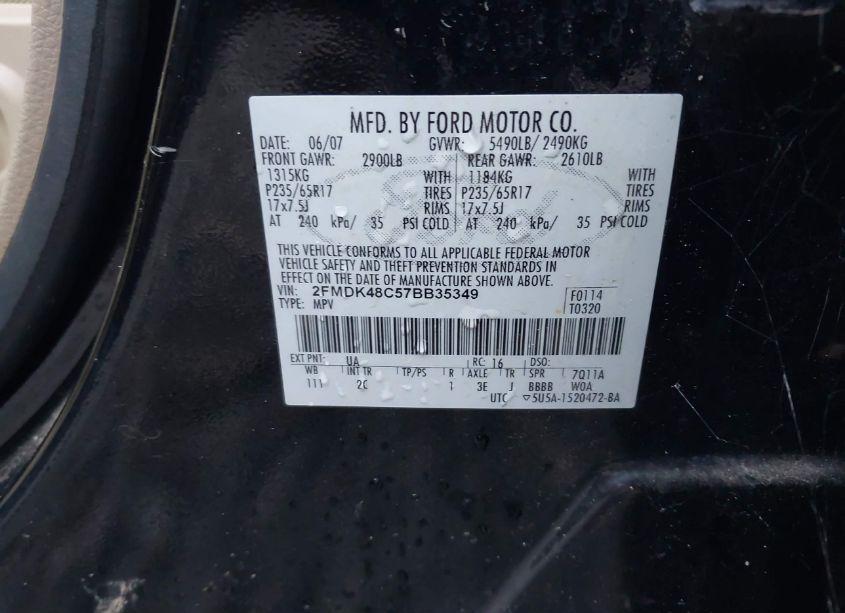 MFD. BY FORD MOTOR CO.
DATE: 06/07 GVWR: 5490LB/ 2490KG
FRONT GAWR: 2900LB REAR GAWR: 2610LB
1315KG WITH 1184KG WITH
P235/65R17 TIRES P235/65R17 TIRES
17x7.5J RIMS 17x7.5J RIMS
AT 240 kPa/ 35 PSI COLD AT 240 kPa/ 35 PSI COLD
THIS VEHICLE CONFORMS TO ALL APPLICABLE FEDERAL MOTOR
VEHICLE SAFETY AND THEFT PREVENTION STANDARDS IN
EFFECT ON THE DATE OF MANUFACTURE SHOWN ABOVE.
VIN: 2FMDK48C57BB35349 F0114
TYPE: MPV T0320
EXT PNT: UA RC: 16 DSO:
WB INT TR TP/PS R AXLE TR SPR 7Q11A
111 2C 1 3E J BBBB W0A
UTC ▽5U5A-1520472-BA